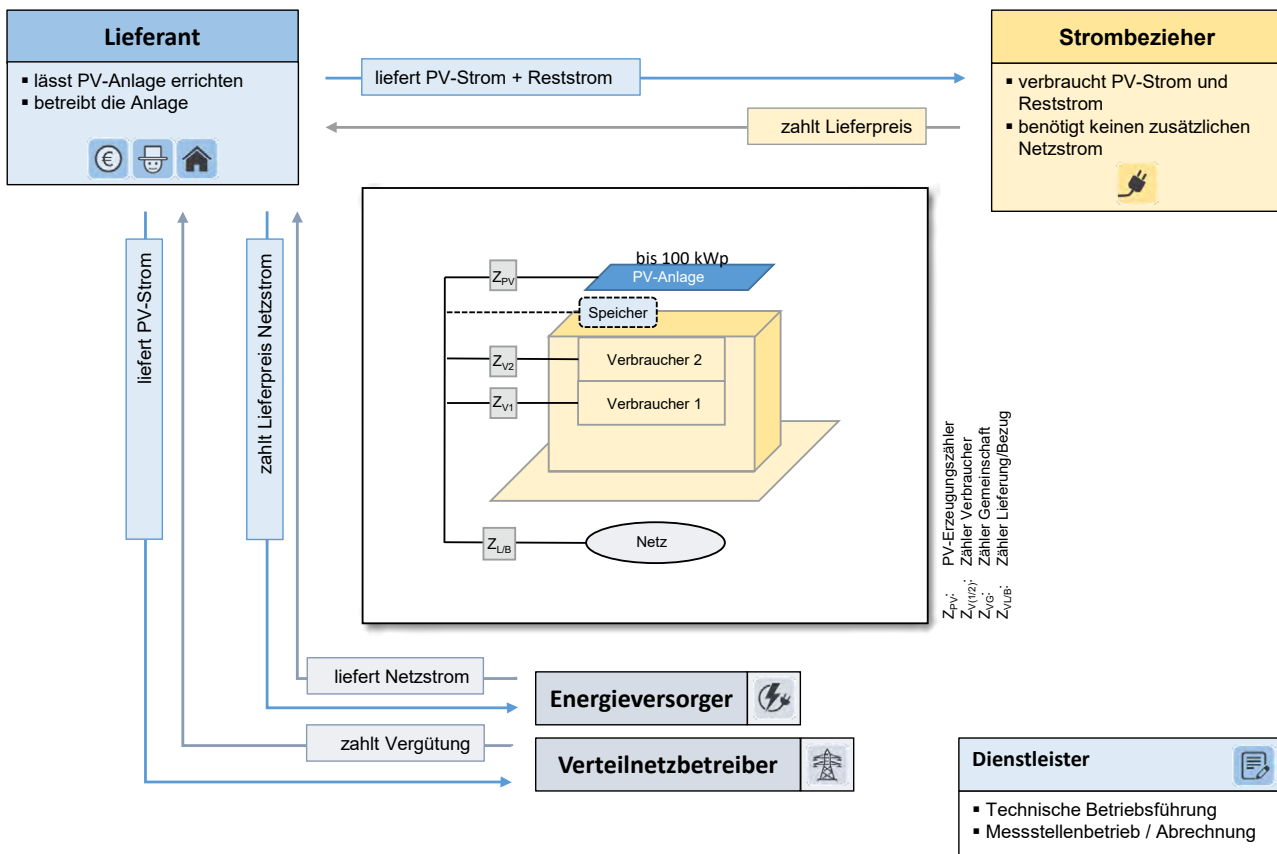 Lieferant
▪ lässt PV-Anlage errichten
▪ betreibt die Anlage
€
liefert PV-Strom + Reststrom
zahlt Lieferpreis
Strombezieher
▪ verbraucht PV-Strom und
Reststrom
▪ benötigt keinen zusätzlichen
Netzstrom
liefert PV-Strom
zahlt Lieferpreis Netzstrom
bis 100 kWp
Z_PV
PV-Anlage
Speicher
Z_V2
Verbraucher 2
Z_V1
Verbraucher 1
Z_L/B
Netz
Z_PV: PV-Erzeugungszähler
Z_V(1/2): Zähler Verbraucher
Z_VG: Zähler Gemeinschaft
Z_VL/B: Zähler Lieferung/Bezug
liefert Netzstrom
Energieversorger
zahlt Vergütung
Verteilnetzbetreiber
Dienstleister
▪ Technische Betriebsführung
▪ Messstellenbetrieb / Abrechnung